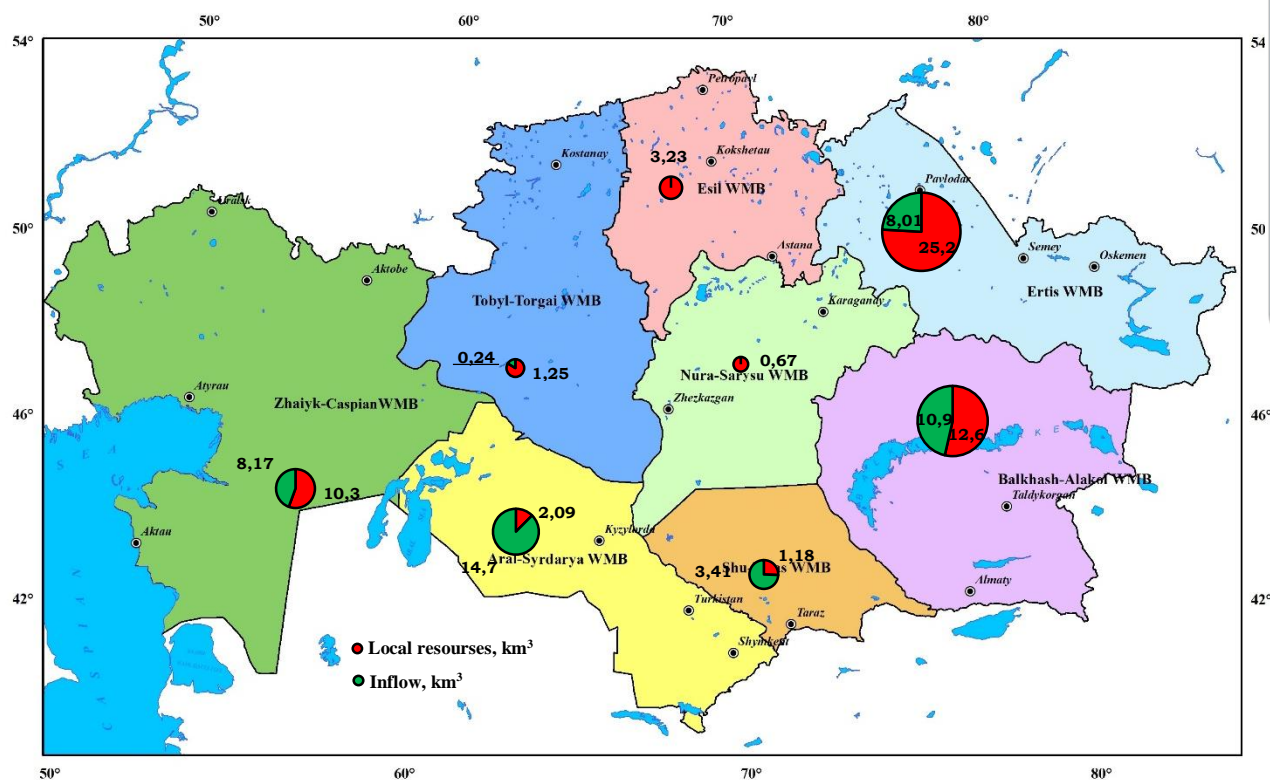 50° 60° 70° 80°
54° 54
Petropavl
3,23 Kokshetau
Kostanay
Esil WMB
Pavlodar
Uralsk
8,01
50° 50
25,2
Astana
Semey Oskemen
Aktobe
Ertis WMB
Tobyl-Torgai WMB
Karaganay
0,24 0,67
1,25
Nura-Sarysu WMB
Atyrau
Zhaiyk-Caspian WMB
Zhezkazgan
46° 46°
10,9
12,6
K E
S E A
8,17
10,3
Balkhash-Alakol WMB
Taldykorgan
2,09
Aktau
Kyzylorda
Aral-Syrdarya WMB
14,7
1,18
3,41
WMB
Almaty
42° 42°
Turkistan
Taraz
Shymkent
Local resourses, km³
Inflow, km³
C A S P I A N
50° 60° 70° 80°